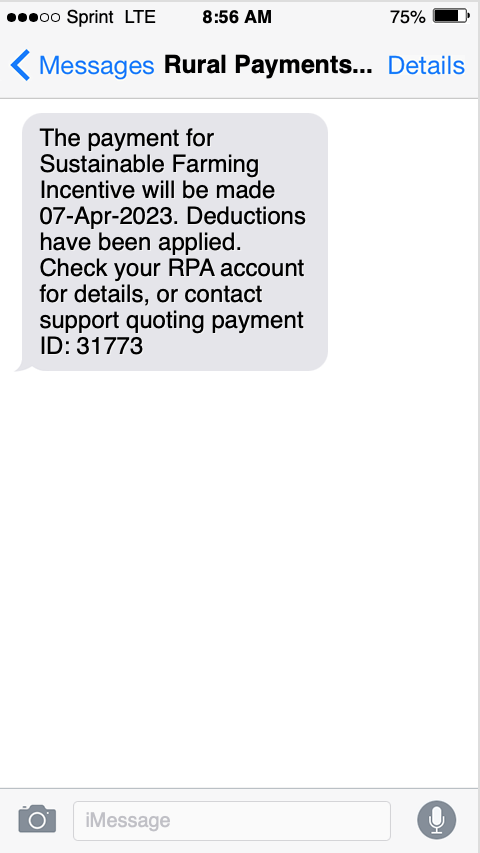 Sprint LTE 8:56 AM 75%
Messages Rural Payments... Details
The payment for
Sustainable Farming
Incentive will be made
07-Apr-2023. Deductions
have been applied.
Check your RPA account
for details, or contact
support quoting payment
ID: 31773
iMessage